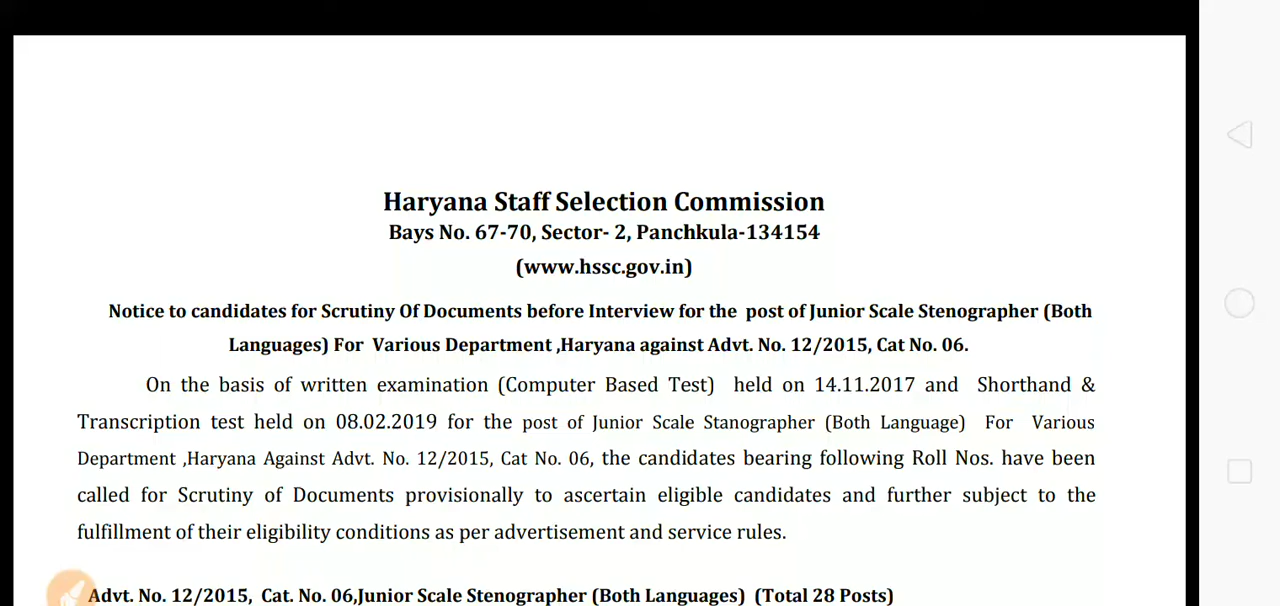 Haryana Staff Selection Commission
Bays No. 67-70, Sector- 2, Panchkula-134154
(www.hssc.gov.in)
Notice to candidates for Scrutiny Of Documents before Interview for the post of Junior Scale Stenographer (Both
Languages) For Various Department ,Haryana against Advt. No. 12/2015, Cat No. 06.
On the basis of written examination (Computer Based Test) held on 14.11.2017 and Shorthand &
Transcription test held on 08.02.2019 for the post of Junior Scale Stanographer (Both Language) For Various
Department ,Haryana Against Advt. No. 12/2015, Cat No. 06, the candidates bearing following Roll Nos. have been
called for Scrutiny of Documents provisionally to ascertain eligible candidates and further subject to the
fulfillment of their eligibility conditions as per advertisement and service rules.
Advt. No. 12/2015, Cat. No. 06,Junior Scale Stenographer (Both Languages) (Total 28 Posts)